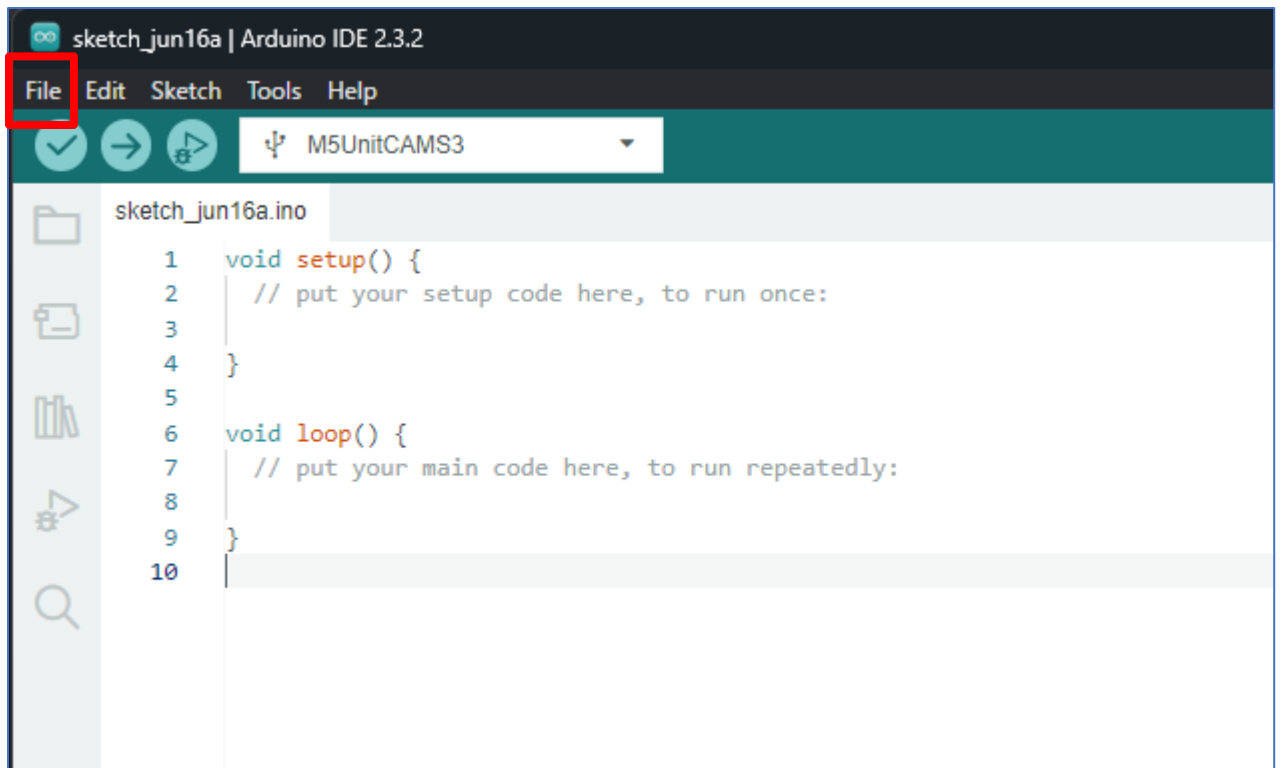 sketch_jun16a | Arduino IDE 2.3.2
File Edit Sketch Tools Help
M5UnitCAMS3
sketch_jun16a.ino
1 void setup() {
2 // put your setup code here, to run once:
3
4 }
5
6 void loop() {
7 // put your main code here, to run repeatedly:
8
9 }
10